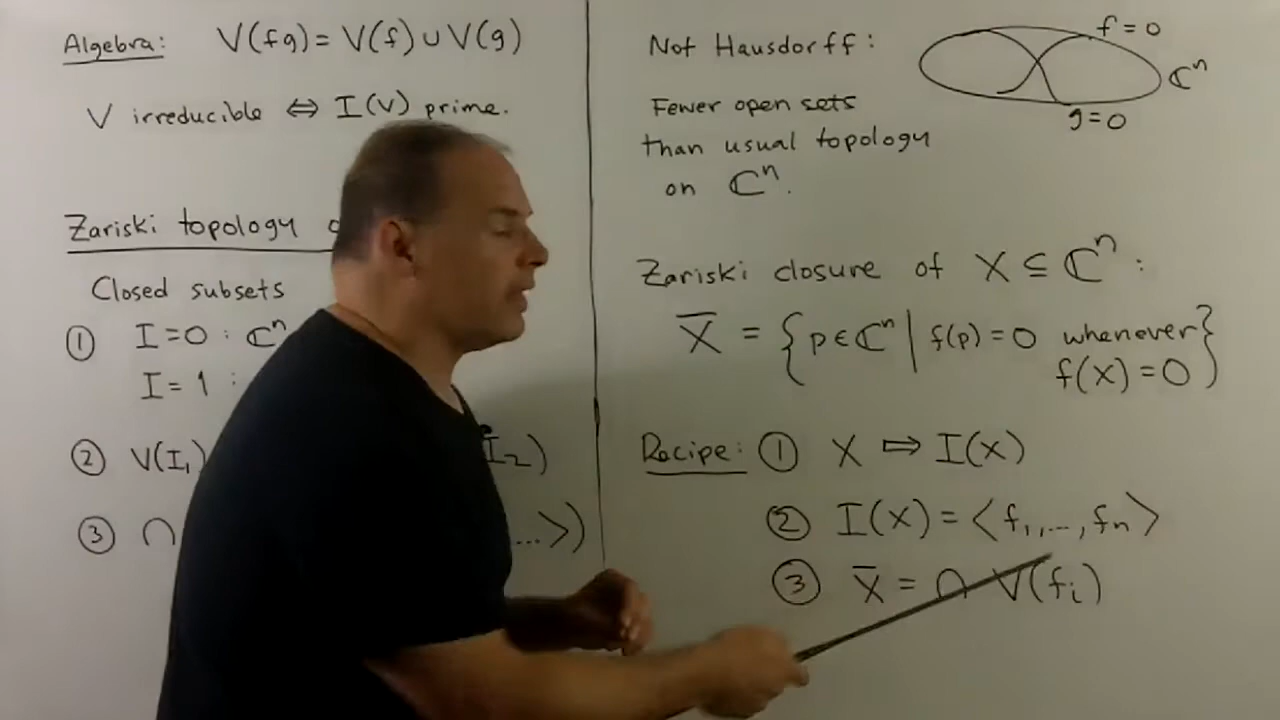 Algebra: V(fg) = V(f) ∪ V(g)
V irreducible ⇔ I(V) prime.
Zariski topology
Closed subsets
① I=0 : ℂⁿ
I=1 :
② V(I₁) I₂)
③ ∩ ...>)
Not Hausdorff:
f=0
ℂⁿ
g=0
Fewer open sets
than usual topology
on ℂⁿ.
Zariski closure of X ⊆ ℂⁿ:
X̅ = {p∈ℂⁿ | f(p)=0 whenever
f(X)=0}
Recipe: ① X ⇨ I(X)
② I(X) = <f₁,...,fₙ>
③ X̅ = ∩ V(fᵢ)